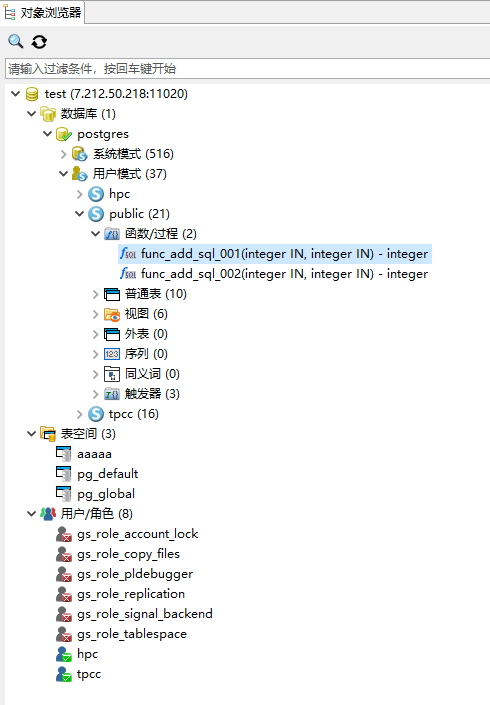 对象浏览器
请输入过滤条件，按回车键开始
test (7.212.50.218:11020)
数据库 (1)
postgres
系统模式 (516)
用户模式 (37)
hpc
public (21)
函数/过程 (2)
func_add_sql_001(integer IN, integer IN) - integer
func_add_sql_002(integer IN, integer IN) - integer
普通表 (10)
视图 (6)
外表 (0)
序列 (0)
同义词 (0)
触发器 (3)
tpcc (16)
表空间 (3)
aaaaa
pg_default
pg_global
用户/角色 (8)
gs_role_account_lock
gs_role_copy_files
gs_role_pldebugger
gs_role_replication
gs_role_signal_backend
gs_role_tablespace
hpc
tpcc